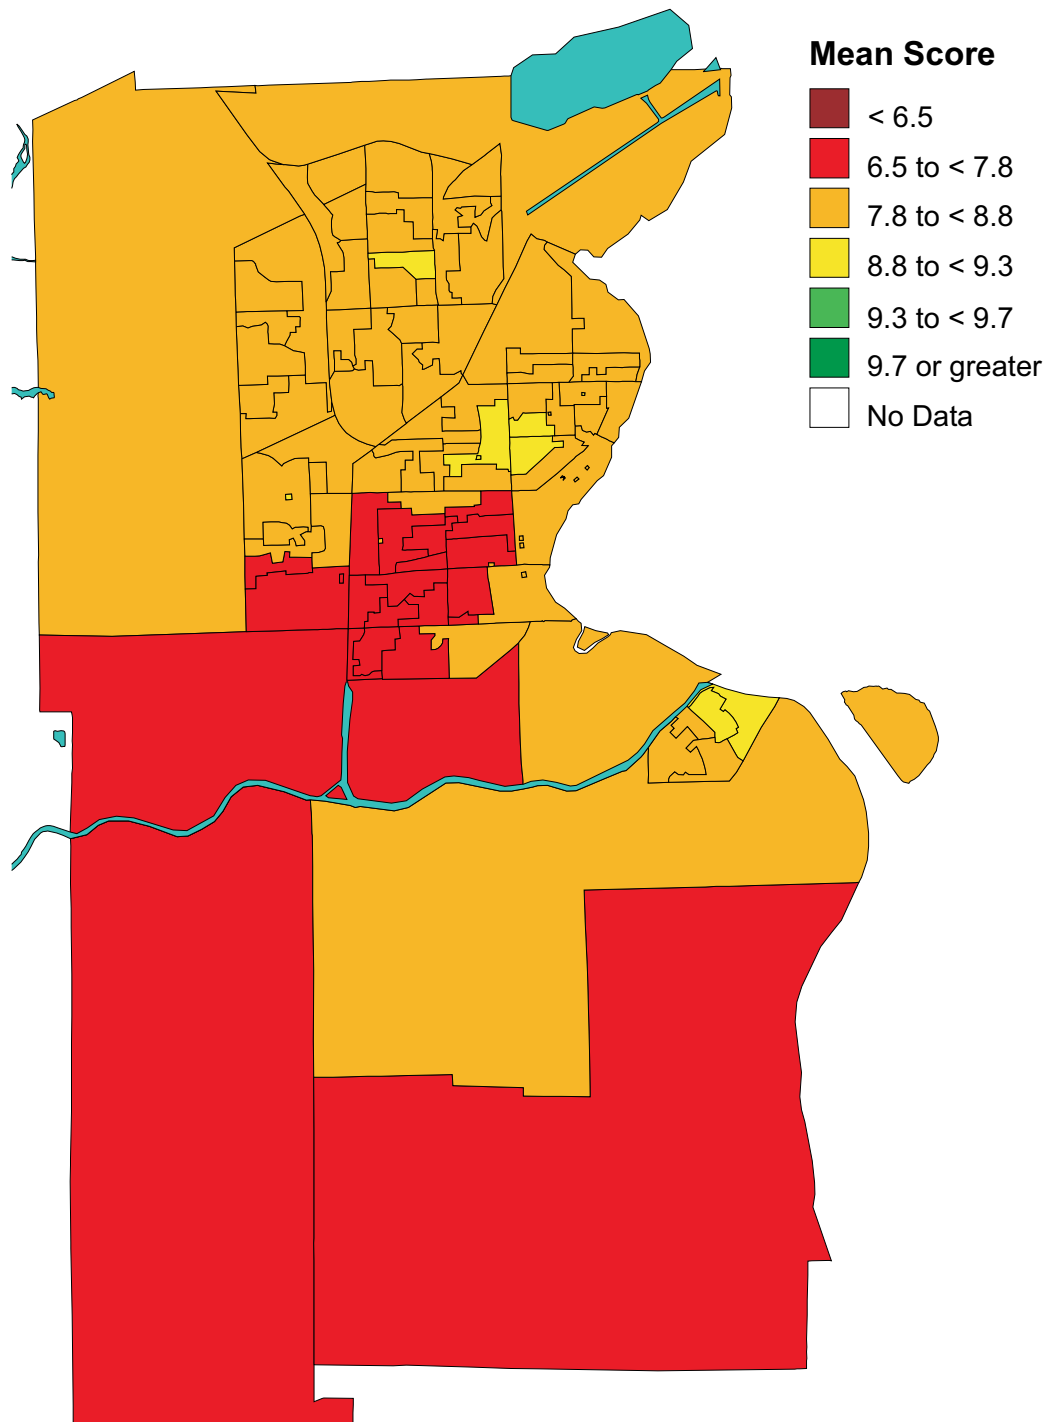 Mean Score
< 6.5
6.5 to < 7.8
7.8 to < 8.8
8.8 to < 9.3
9.3 to < 9.7
9.7 or greater
No Data